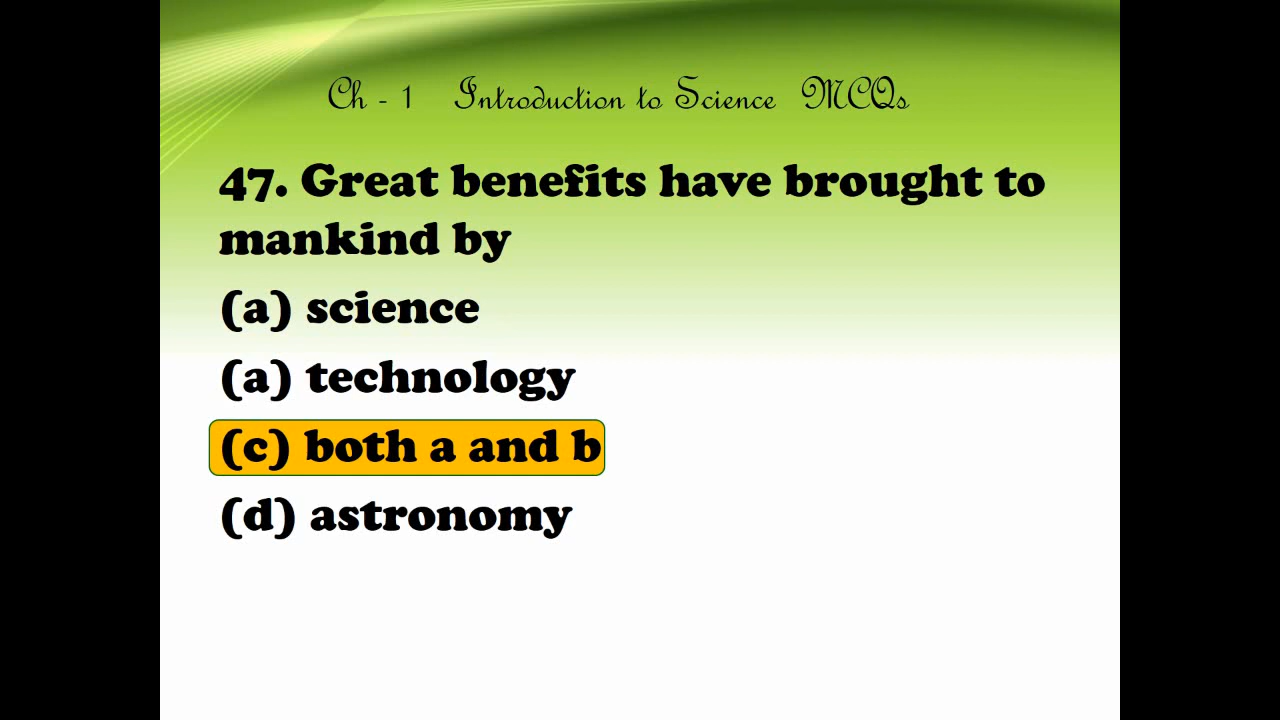 Ch - 1 Introduction to Science MCQs
47. Great benefits have brought to
mankind by
(a) science
(a) technology
(c) both a and b
(d) astronomy